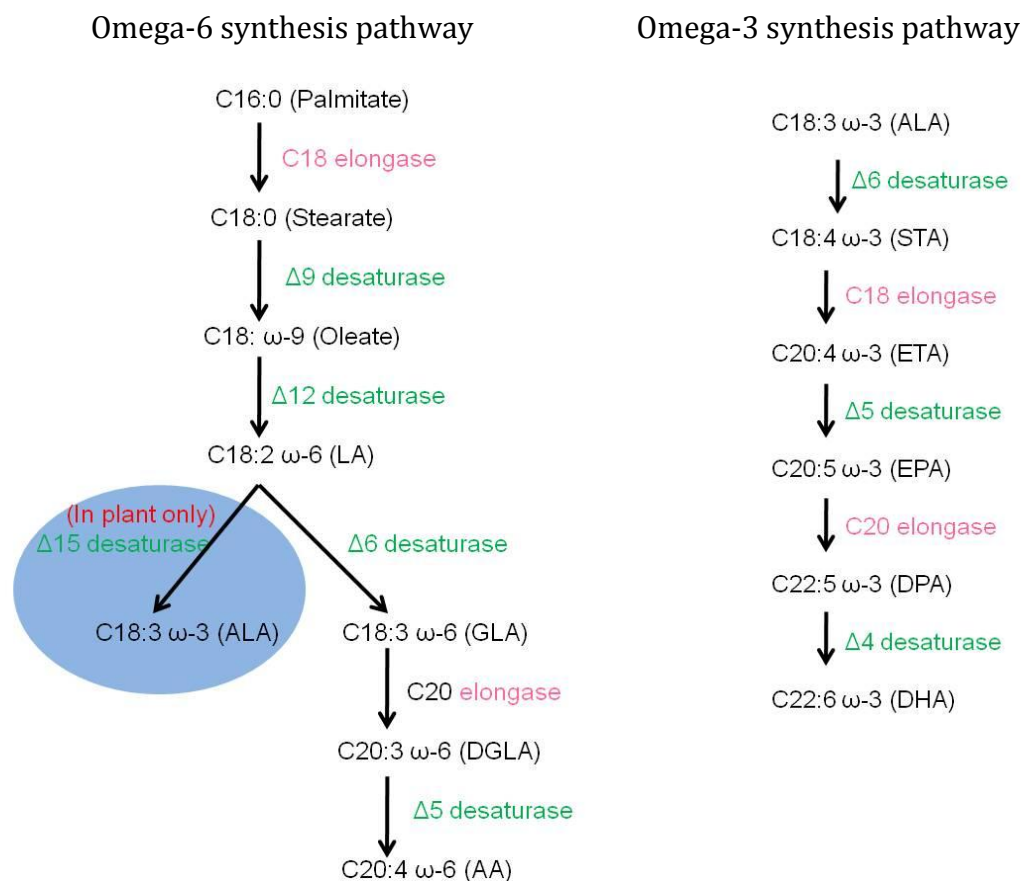 Omega-6 synthesis pathway
C16:0 (Palmitate)
C18 elongase
C18:0 (Stearate)
Δ9 desaturase
C18: ω-9 (Oleate)
Δ12 desaturase
C18:2 ω-6 (LA)
(In plant only)
Δ15 desaturase
Δ6 desaturase
C18:3 ω-3 (ALA)
C18:3 ω-6 (GLA)
C20 elongase
C20:3 ω-6 (DGLA)
Δ5 desaturase
C20:4 ω-6 (AA)
Omega-3 synthesis pathway
C18:3 ω-3 (ALA)
Δ6 desaturase
C18:4 ω-3 (STA)
C18 elongase
C20:4 ω-3 (ETA)
Δ5 desaturase
C20:5 ω-3 (EPA)
C20 elongase
C22:5 ω-3 (DPA)
Δ4 desaturase
C22:6 ω-3 (DHA)